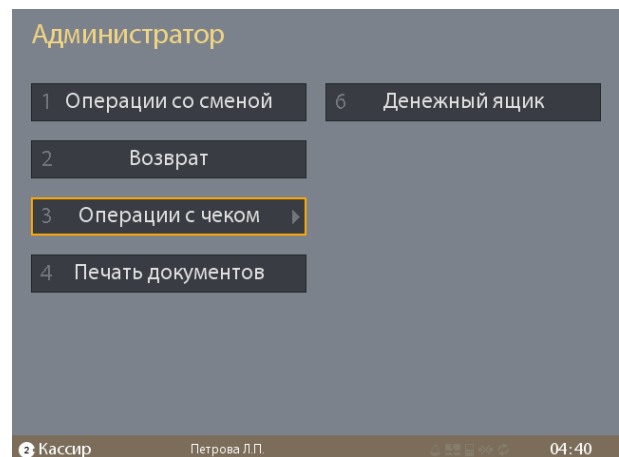 Администратор
1 Операции со сменой
2 Возврат
3 Операции с чеком
4 Печать документов
6 Денежный ящик
2 Кассир Петрова Л.П. 04:40